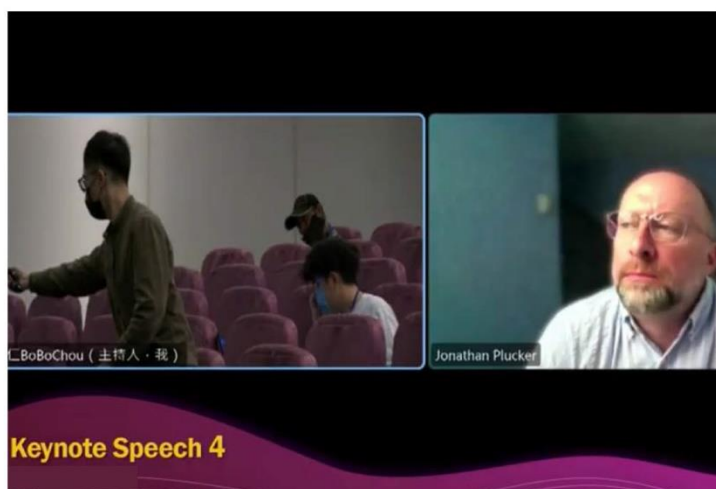 仁BoBoChou（主持人，我）
Jonathan Plucker
Keynote Speech 4